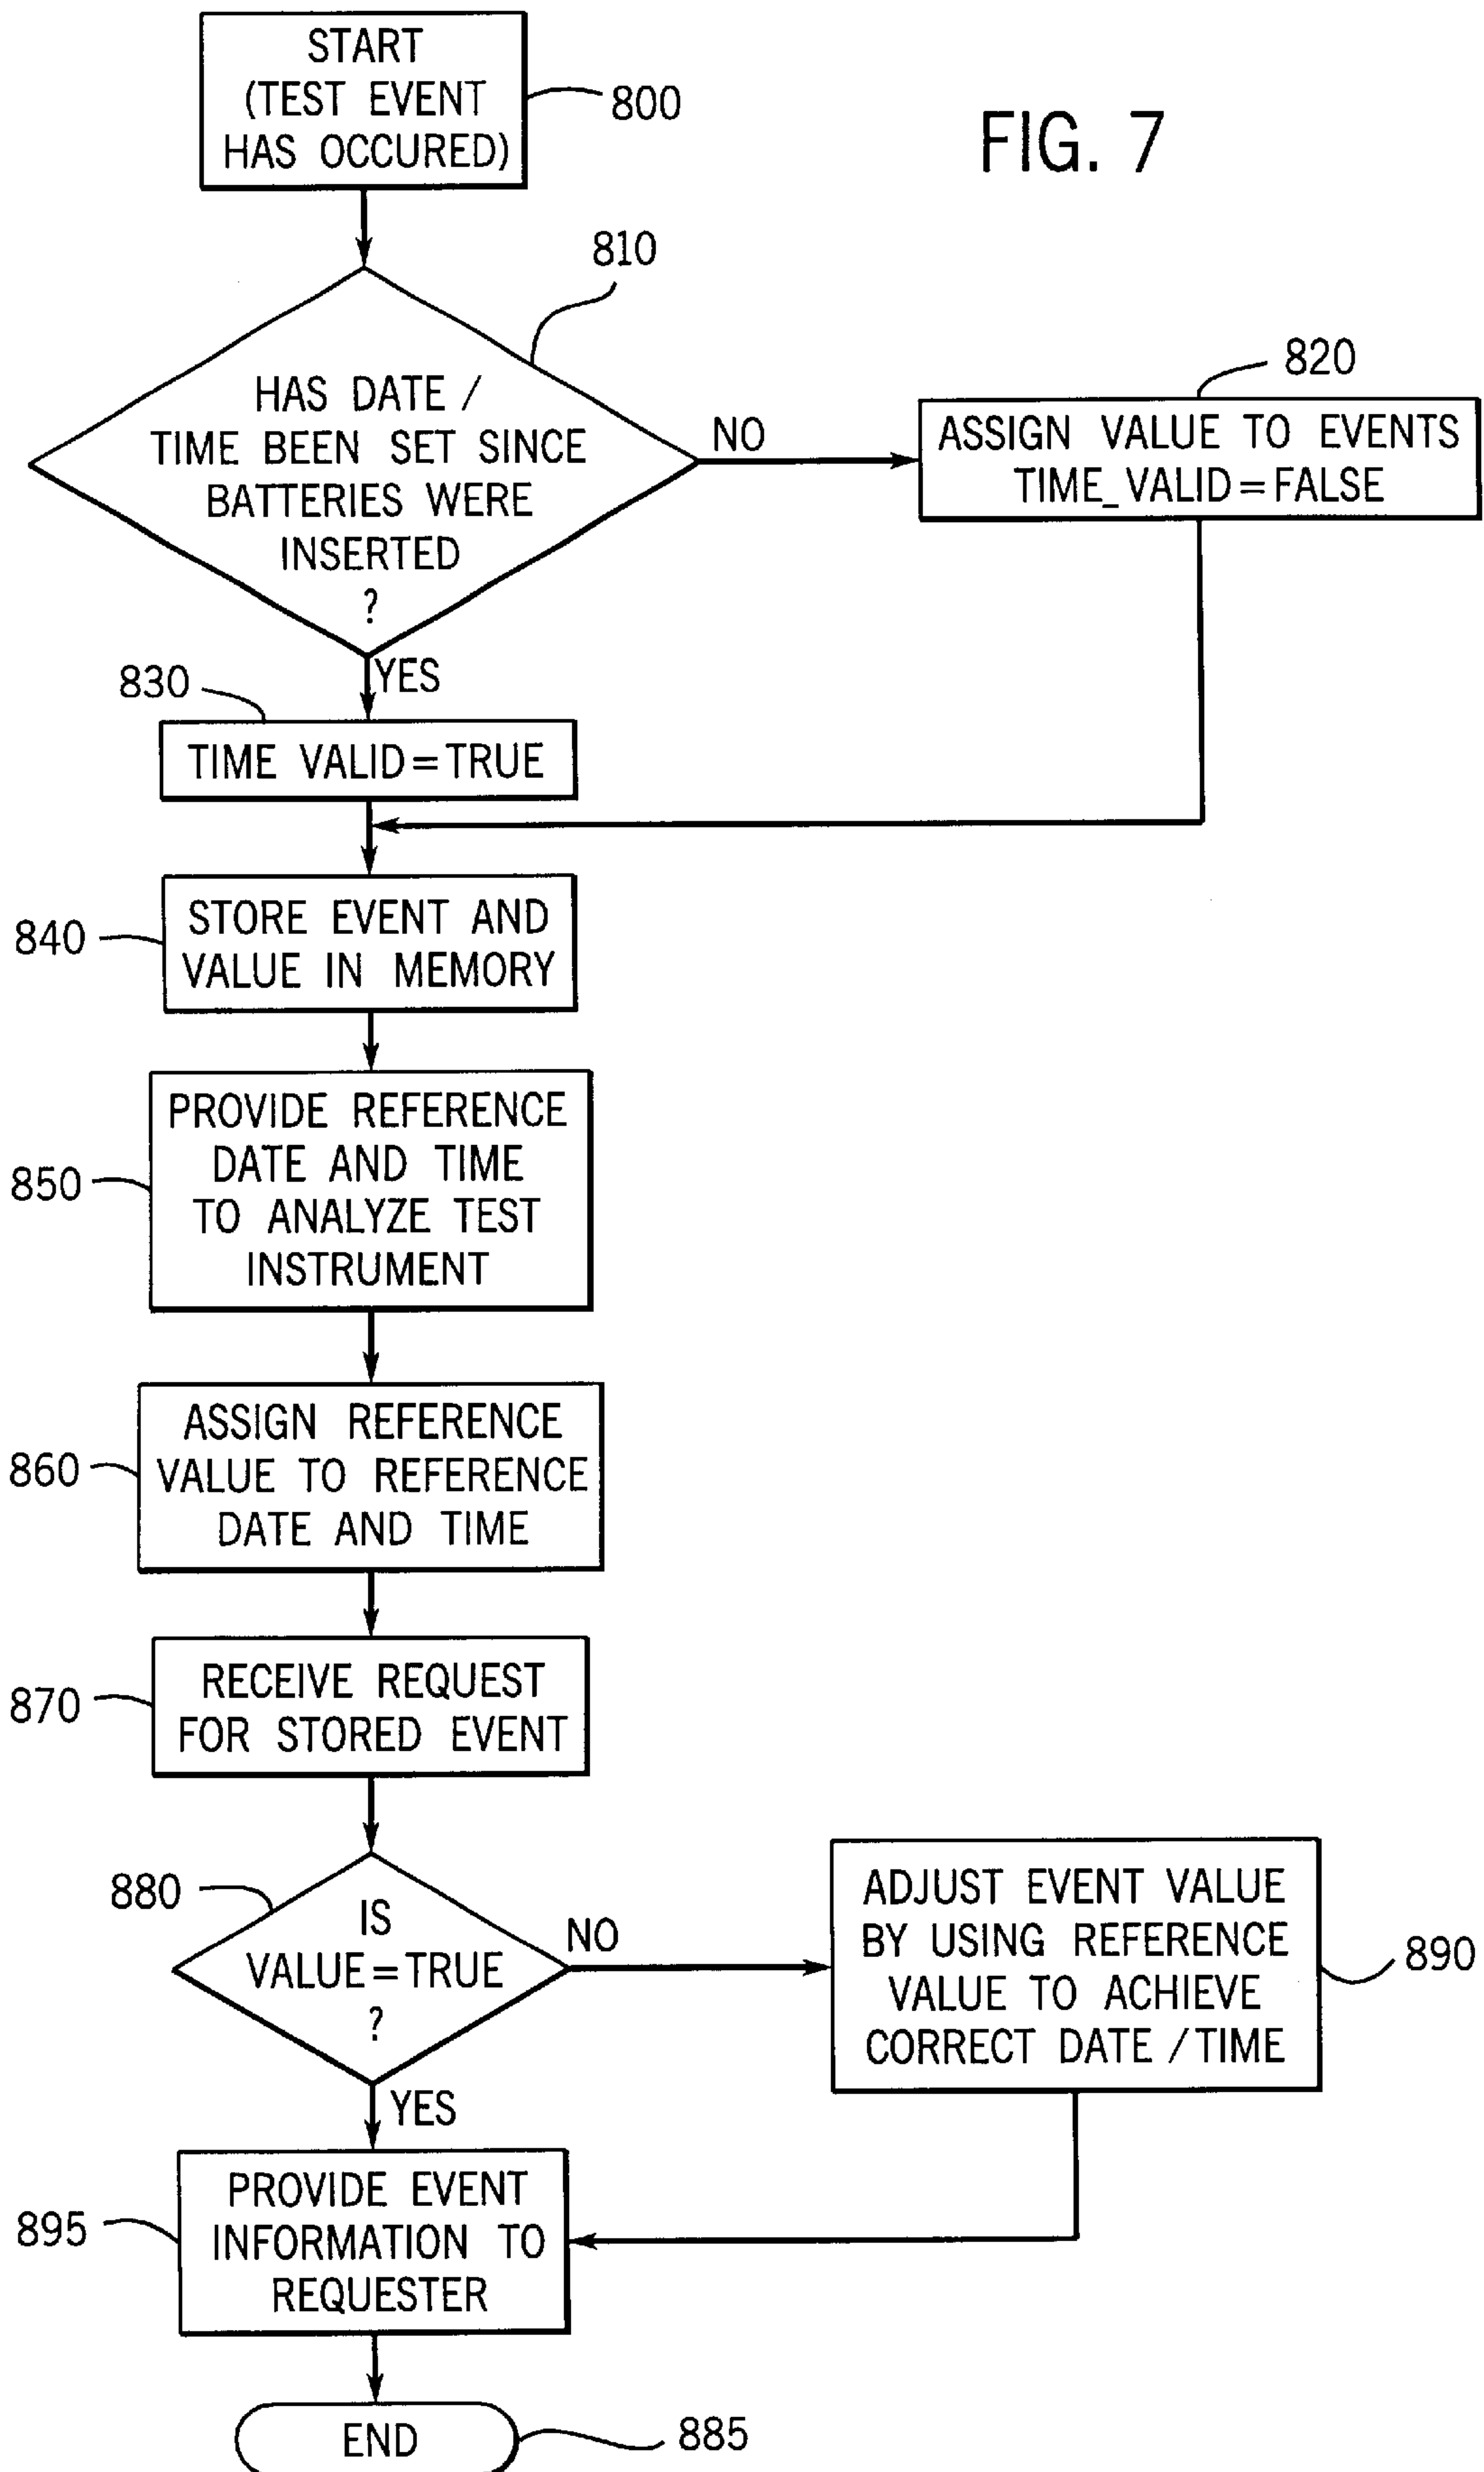 START
(TEST EVENT
HAS OCCURED)
800
FIG. 7
810
HAS DATE /
TIME BEEN SET SINCE
BATTERIES WERE
INSERTED
?
NO
820
ASSIGN VALUE TO EVENTS
TIME_VALID=FALSE
YES
830
TIME VALID=TRUE
840
STORE EVENT AND
VALUE IN MEMORY
850
PROVIDE REFERENCE
DATE AND TIME
TO ANALYZE TEST
INSTRUMENT
860
ASSIGN REFERENCE
VALUE TO REFERENCE
DATE AND TIME
870
RECEIVE REQUEST
FOR STORED EVENT
880
IS
VALUE=TRUE
?
NO
ADJUST EVENT VALUE
BY USING REFERENCE
VALUE TO ACHIEVE
CORRECT DATE /TIME
890
YES
895
PROVIDE EVENT
INFORMATION TO
REQUESTER
END
885